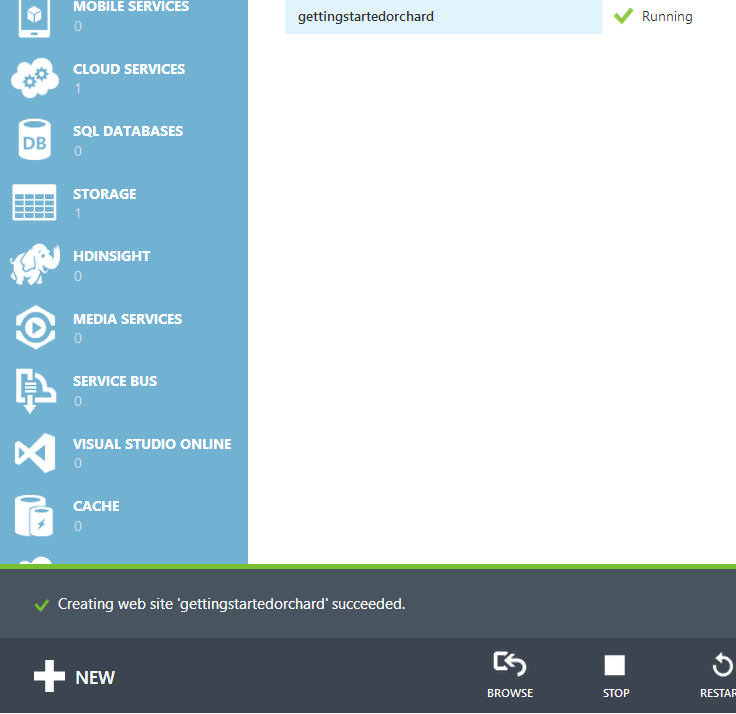 MOBILE SERVICES
0
gettingstartedorchard Running
CLOUD SERVICES
1
SQL DATABASES
0
DB
STORAGE
1
HDINSIGHT
0
MEDIA SERVICES
0
SERVICE BUS
0
VISUAL STUDIO ONLINE
0
CACHE
0
Creating web site 'gettingstartedorchard' succeeded.
NEW
BROWSE STOP RESTAR